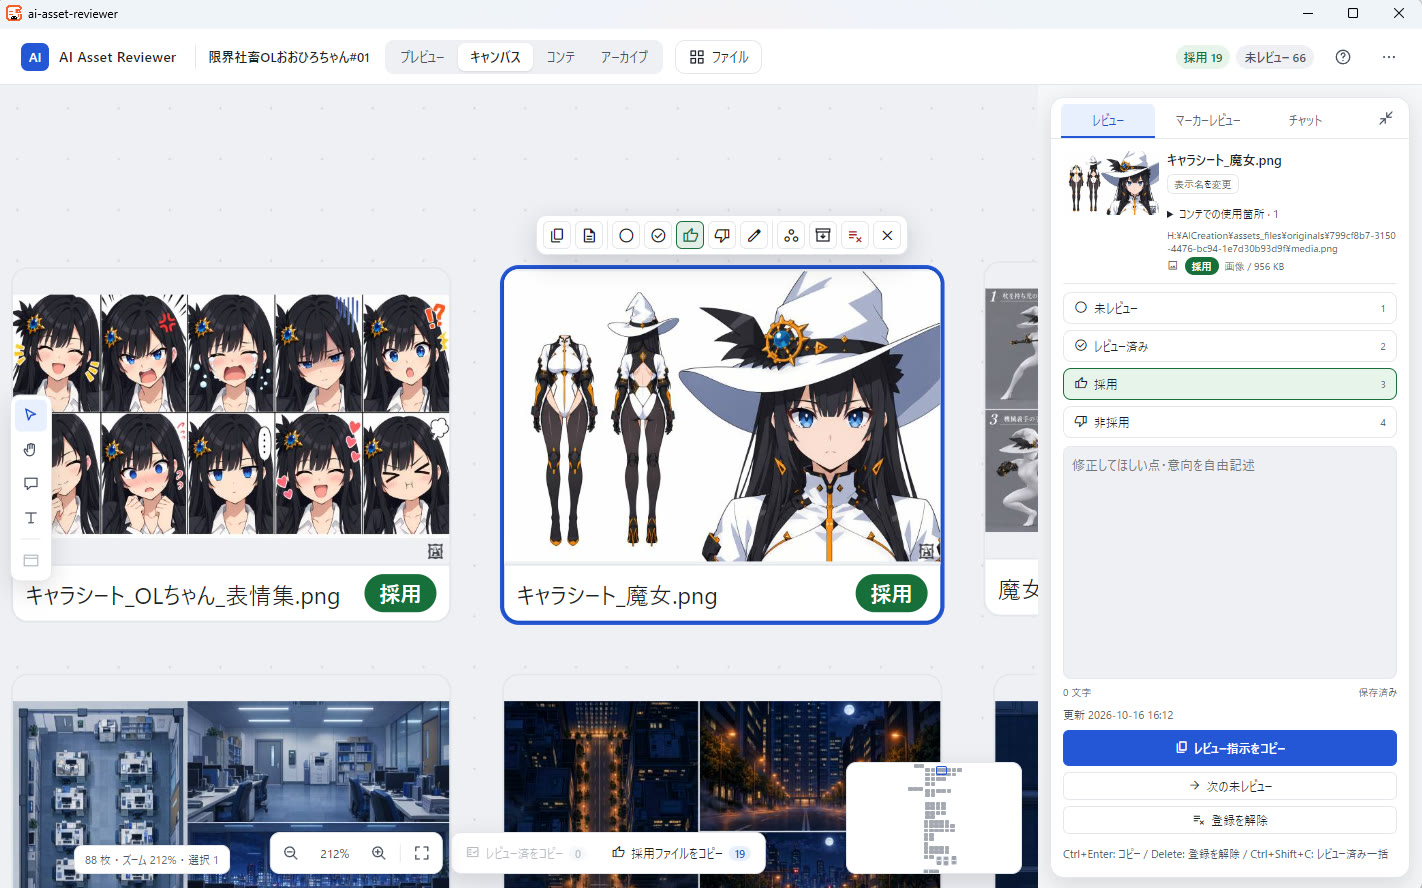 ai-asset-reviewer
AI AI Asset Reviewer 限界社畜OLおおひろちゃん#01 プレビュー キャンバス コンテ アーカイブ ファイル 採用 19 未レビュー 66
キャラシート_OLちゃん_表情集.png 採用
キャラシート_魔女.png 採用
1
3
魔女
88 枚・ズーム 212%・選択 1
212%
レビュー済をコピー 0 採用ファイルをコピー 19
レビュー マーカーレビュー チャット
キャラシート_魔女.png
表示名を変更
▶ コンテでの使用箇所・1
H:¥AICreation¥assets_files¥originals¥799cf8b7-3150
-4476-bc94-1e7d30b93d9f¥media.png
採用 画像 / 956 KB
未レビュー 1
レビュー済み 2
採用 3
非採用 4
修正してほしい点・意向を自由記述
0 文字 保存済み
更新 2026-10-16 16:12
レビュー指示をコピー
次の未レビュー
登録を解除
Ctrl+Enter: コピー / Delete: 登録を解除 / Ctrl+Shift+C: レビュー済み一括